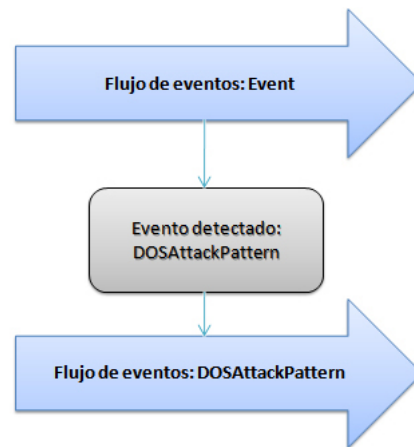 Flujo de eventos: Event
Evento detectado:
DOSAttackPattern
Flujo de eventos: DOSAttackPattern